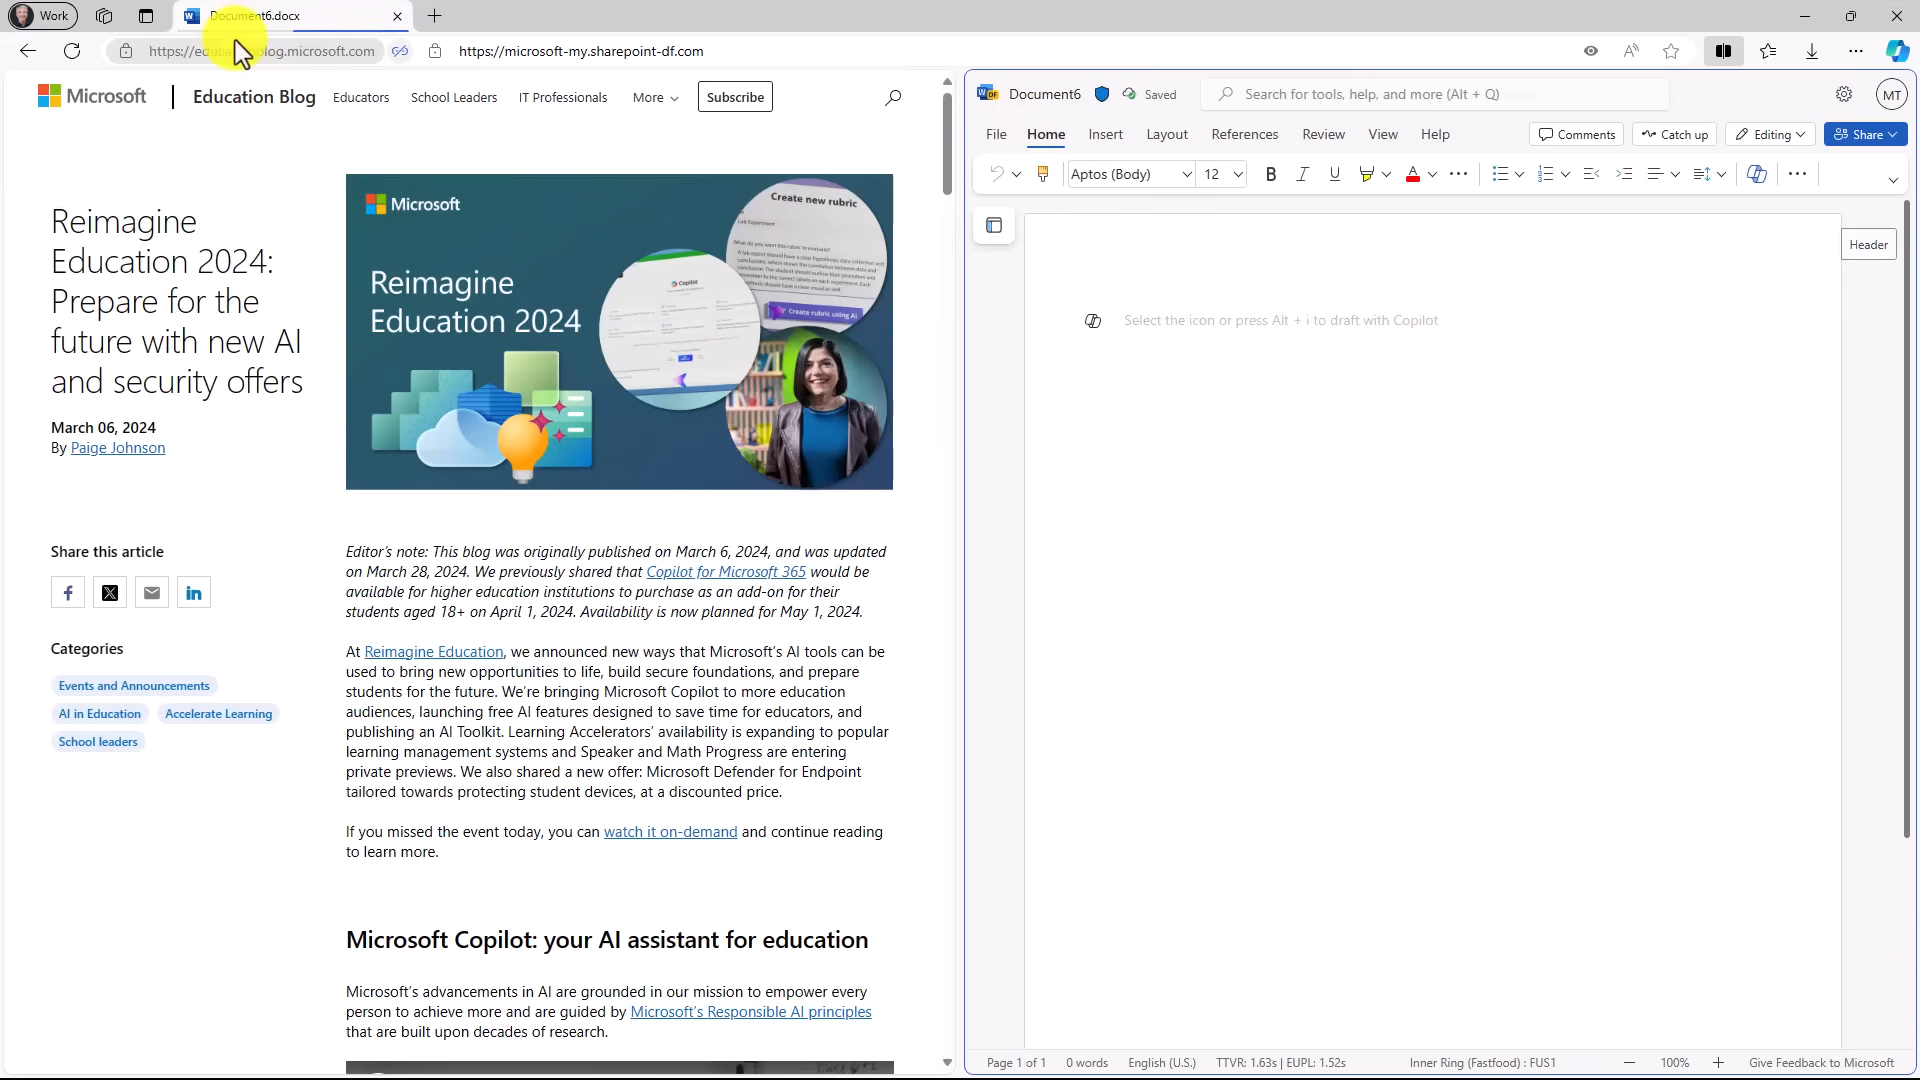 Work
Document6.docx
https://microsoft-my.sharepoint-df.com
Microsoft
Education Blog
Educators
School Leaders
IT Professionals
More
Subscribe
Reimagine
Education 2024:
Prepare for the
future with new AI
and security offers
March 06, 2024
By Paige Johnson
Share this article
Categories
Events and Announcements
AI in Education
Accelerate Learning
School leaders
Microsoft
Reimagine
Education 2024
Create new rubric
Lab Experiment
What do you want this rubric to evaluate?
Create rubric using AI
Copilot
Editor's note: This blog was originally published on March 6, 2024, and was updated
on March 28, 2024. We previously shared that Copilot for Microsoft 365 would be
available for higher education institutions to purchase as an add-on for their
students aged 18+ on April 1, 2024. Availability is now planned for May 1, 2024.
At Reimagine Education, we announced new ways that Microsoft's AI tools can be
used to bring new opportunities to life, build secure foundations, and prepare
students for the future. We're bringing Microsoft Copilot to more education
audiences, launching free AI features designed to save time for educators, and
publishing an AI Toolkit. Learning Accelerators' availability is expanding to popular
learning management systems and Speaker and Math Progress are entering
private previews. We also shared a new offer: Microsoft Defender for Endpoint
tailored towards protecting student devices, at a discounted price.
If you missed the event today, you can watch it on-demand and continue reading
to learn more.
Microsoft Copilot: your AI assistant for education
Microsoft's advancements in AI are grounded in our mission to empower every
person to achieve more and are guided by Microsoft's Responsible AI principles
that are built upon decades of research.
Document6
Saved
Search for tools, help, and more (Alt + Q)
MT
File
Home
Insert
Layout
References
Review
View
Help
Comments
Catch up
Editing
Share
Aptos (Body)
12
B
I
U
A
Header
Select the icon or press Alt + i to draft with Copilot
Page 1 of 1
0 words
English (U.S.)
TTVR: 1.63s | EUPL: 1.52s
Inner Ring (Fastfood) : FUS1
100%
Give Feedback to Microsoft